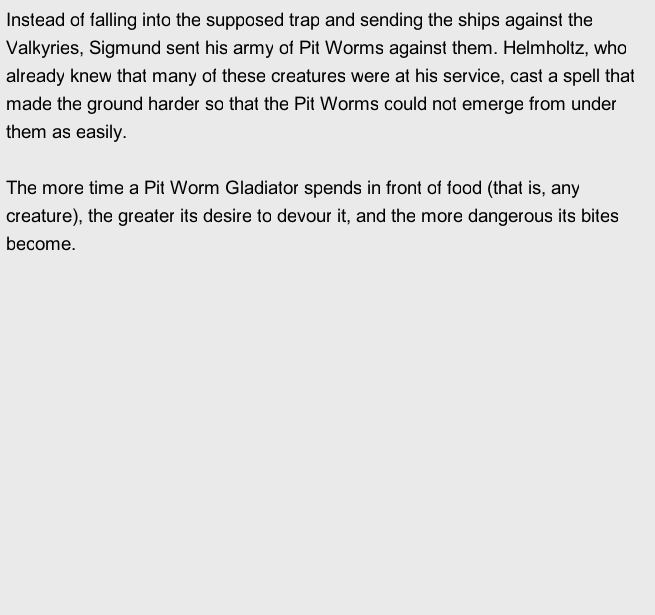 Instead of falling into the supposed trap and sending the ships against the
Valkyries, Sigmund sent his army of Pit Worms against them. Helmholtz, who
already knew that many of these creatures were at his service, cast a spell that
made the ground harder so that the Pit Worms could not emerge from under
them as easily.

The more time a Pit Worm Gladiator spends in front of food (that is, any
creature), the greater its desire to devour it, and the more dangerous its bites
become.